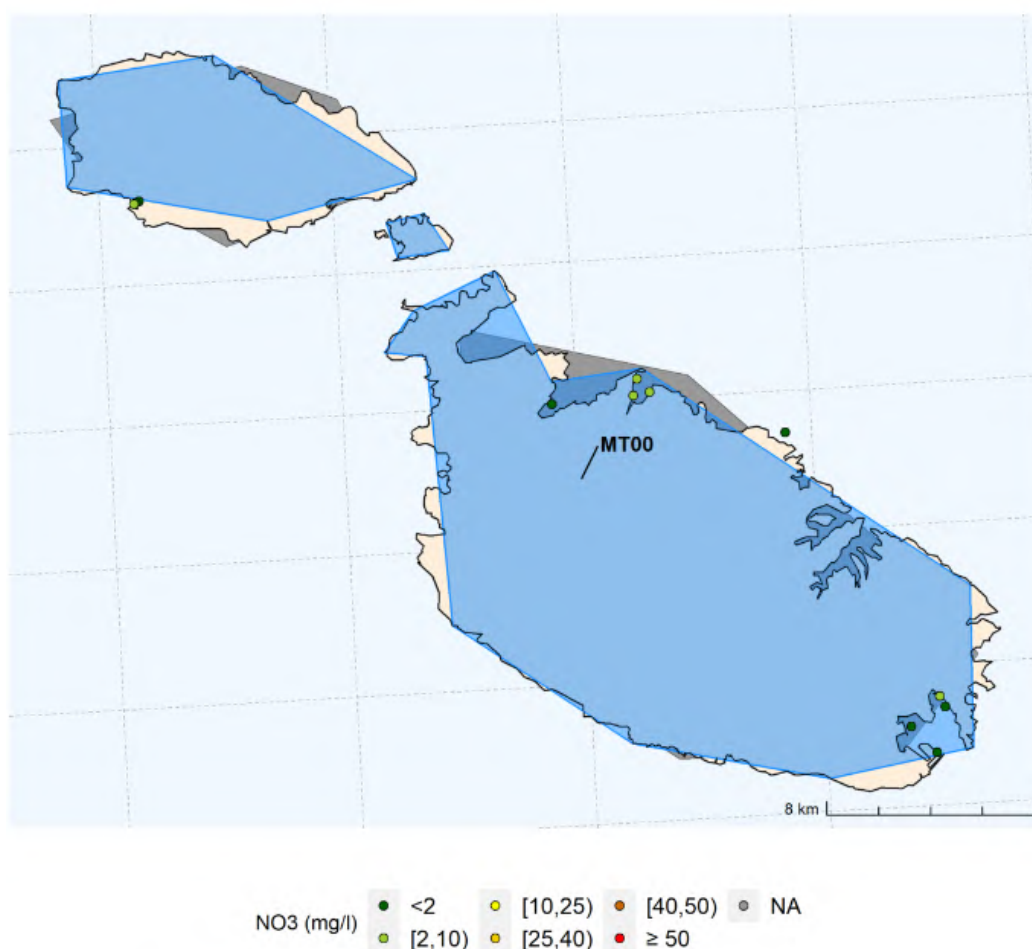 MT00
8 km
NO3 (mg/l)
<2 [10,25) [40,50) NA
[2,10) [25,40) ≥ 50